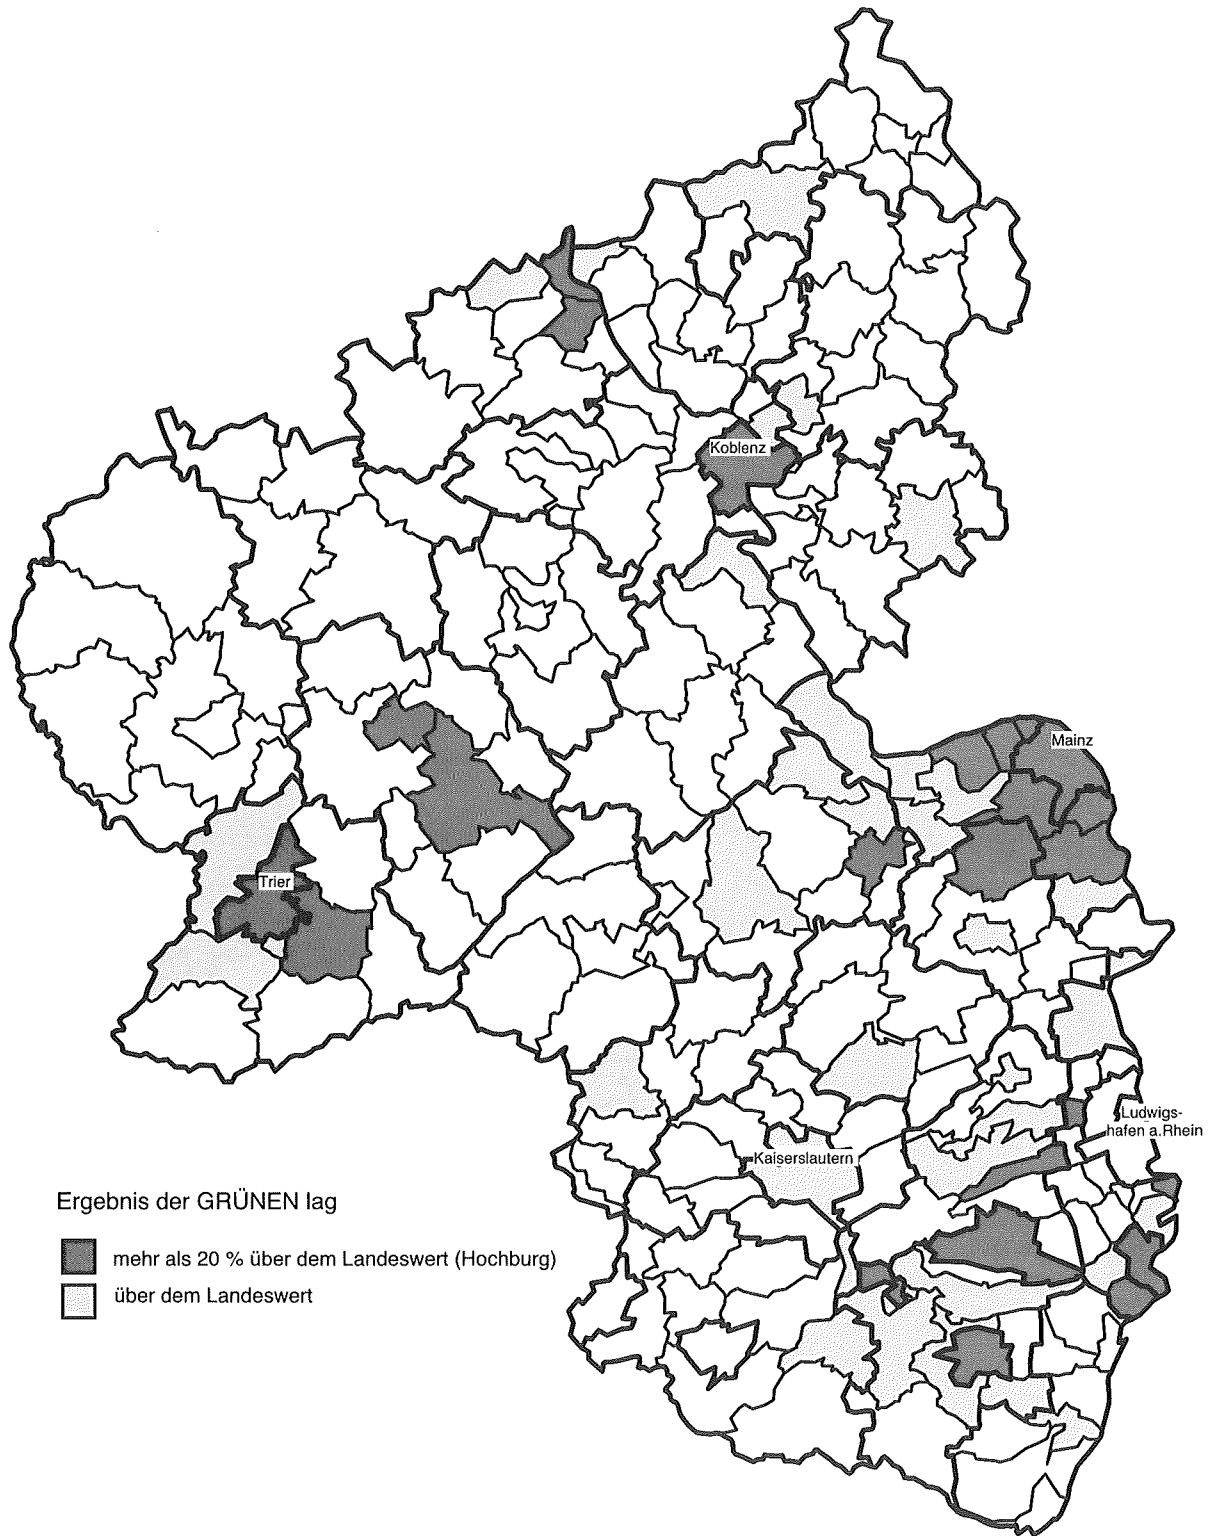 Koblenz
Mainz
Trier
Ludwigs-
hafen a.Rhein
Kaiserslautern
Ergebnis der GRÜNEN lag
mehr als 20 % über dem Landeswert (Hochburg)
über dem Landeswert